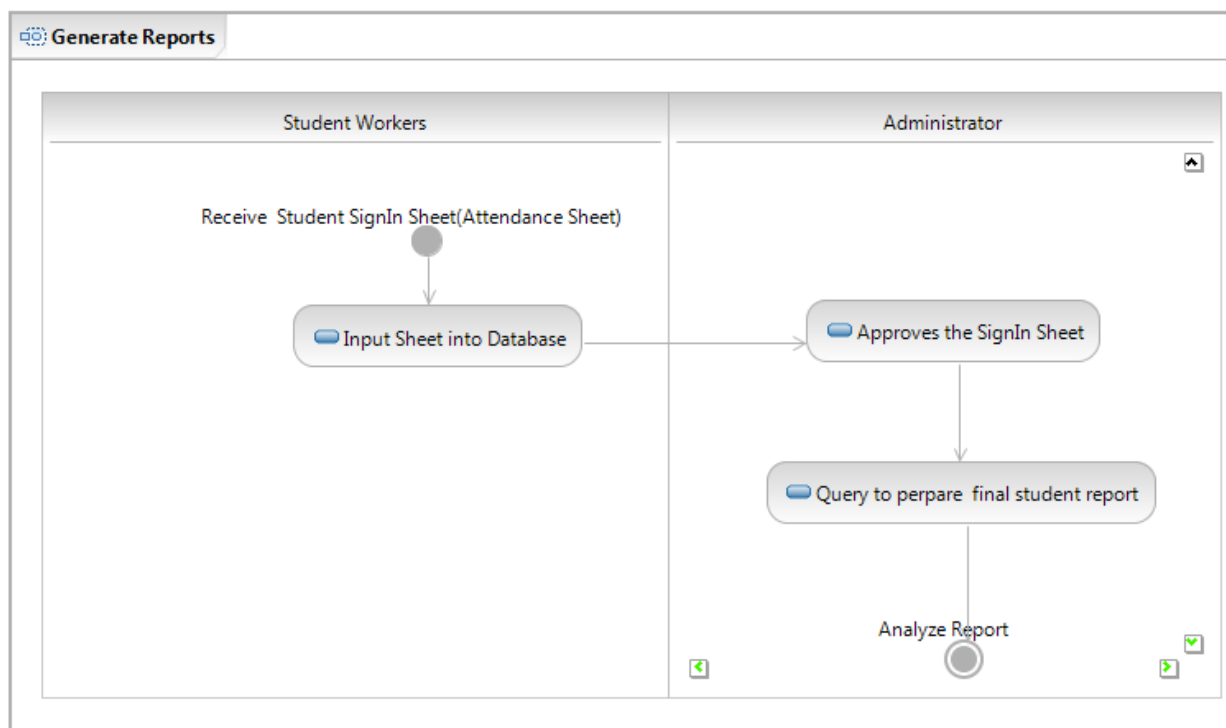 Generate Reports
Student Workers
Administrator
Receive  Student SignIn Sheet(Attendance Sheet)
Input Sheet into Database
Approves the SignIn Sheet
Query to perpare  final student report
Analyze Report